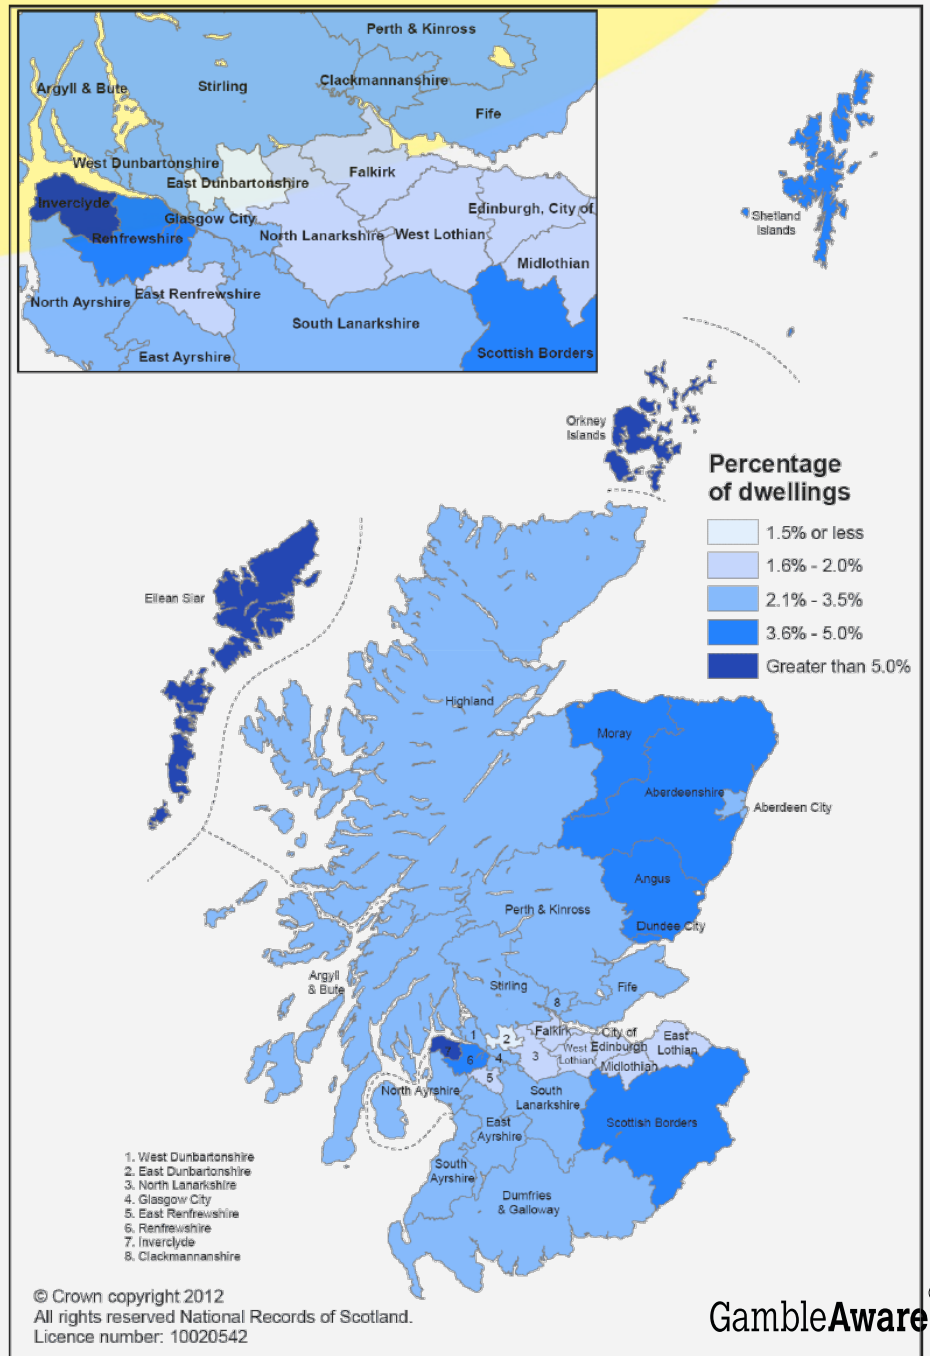 Perth & Kinross
Clackmannanshire
Argyll & Bute
Stirling
Fife
West Dunbartonshire
East Dunbartonshire
Falkirk
Inverclyde
Renfrewshire
Glasgow City
North Lanarkshire
West Lothian
Edinburgh, City of
Midlothian
North Ayrshire
East Renfrewshire
South Lanarkshire
East Ayrshire
Scottish Borders
Shetland
Islands
Orkney
Islands
Percentage
of dwellings
1.5% or less
1.6% - 2.0%
2.1% - 3.5%
3.6% - 5.0%
Greater than 5.0%
Eilean Siar
Highland
Moray
Aberdeenshire
Aberdeen City
Angus
Perth & Kinross
Dundee City
Argyll
& Bute
Stirling
Fife
8
1
2
Falkirk
City of
Edinburgh
East
Lothian
3
West
Lothian
Midlothian
7
6
4
5
North Ayrshire
South
Lanarkshire
East
Ayrshire
Scottish Borders
South
Ayrshire
Dumfries
& Galloway
1. West Dunbartonshire
2. East Dunbartonshire
3. North Lanarkshire
4. Glasgow City
5. East Renfrewshire
6. Renfrewshire
7. Inverclyde
8. Clackmannanshire
© Crown copyright 2012
All rights reserved National Records of Scotland.
Licence number: 10020542
GambleAware